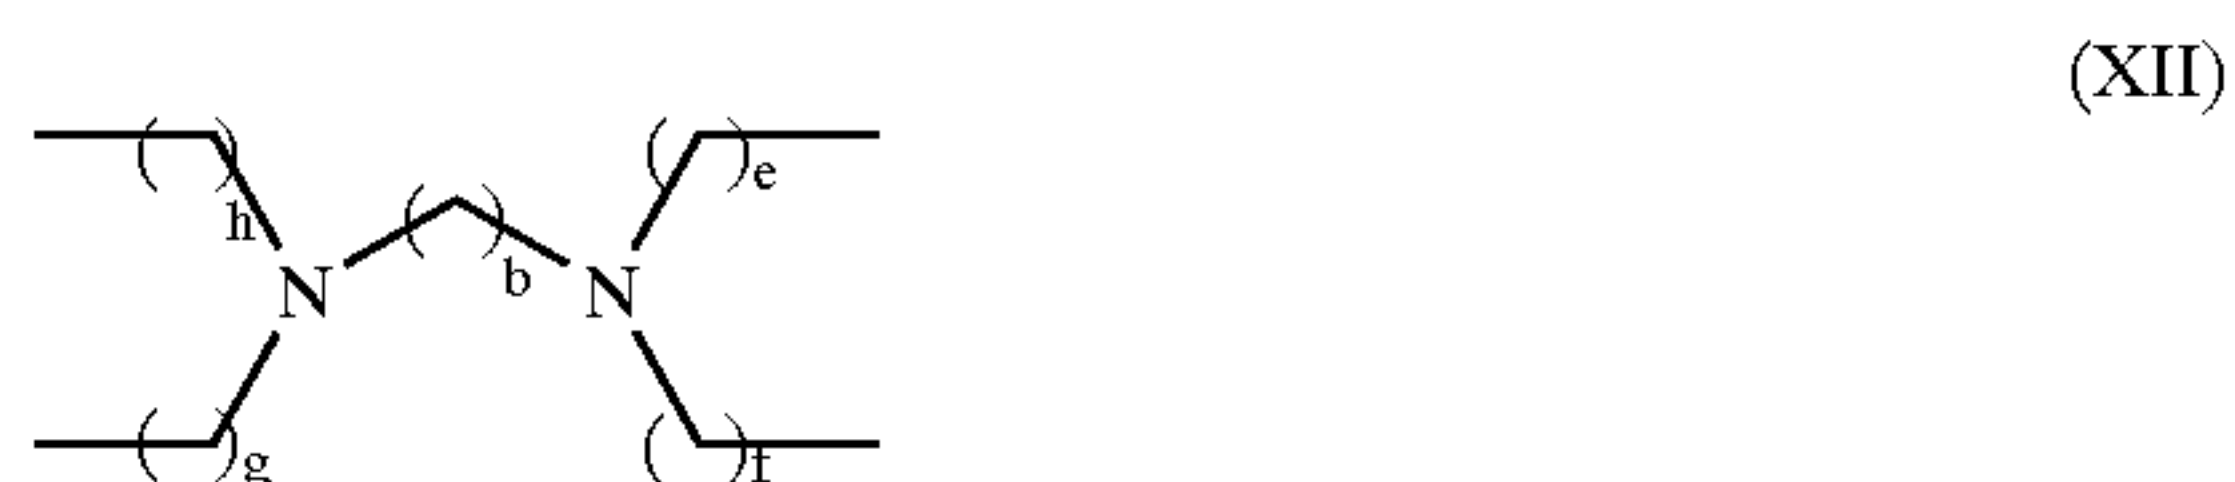 (XII)
( ) ( )e
h ( )
N b N
( )g ( )f